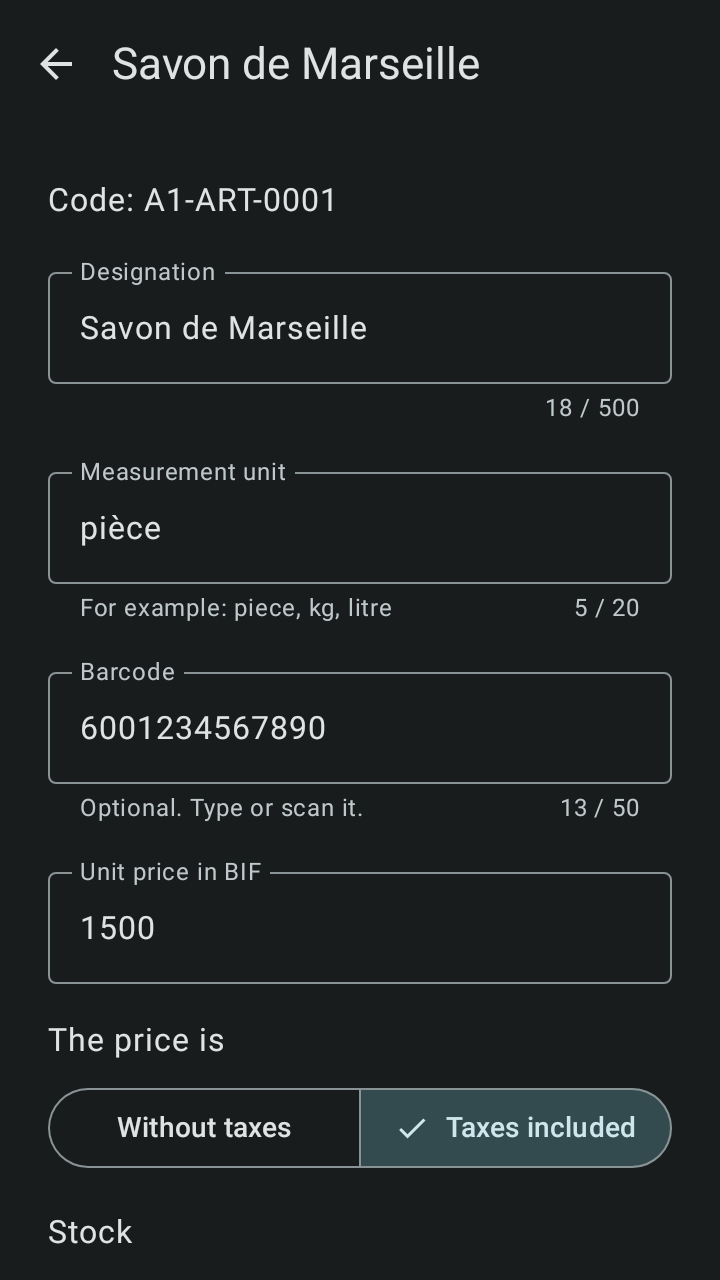 Savon de Marseille
Code: A1-ART-0001
Designation
Savon de Marseille
18 / 500
Measurement unit
pièce
For example: piece, kg, litre 5 / 20
Barcode
6001234567890
Optional. Type or scan it. 13 / 50
Unit price in BIF
1500
The price is
Without taxes Taxes included
Stock